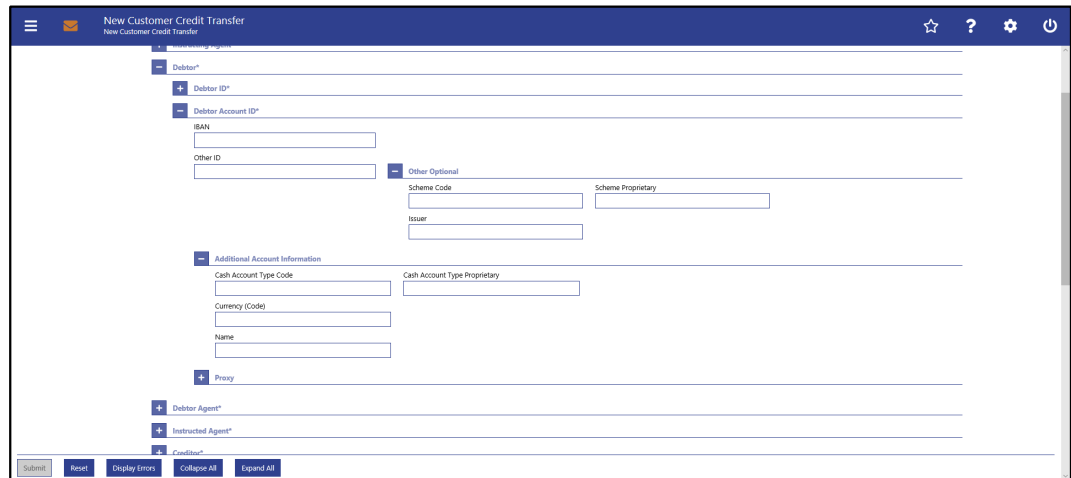 New Customer Credit Transfer
New Customer Credit Transfer
Instructing Agent
Debtor*
Debtor ID*
Debtor Account ID*
IBAN
Other ID
Other Optional
Scheme Code Scheme Proprietary
Issuer
Additional Account Information
Cash Account Type Code Cash Account Type Proprietary
Currency (Code)
Name
Proxy
Debtor Agent*
Instructed Agent*
Creditor*
Submit Reset Display Errors Collapse All Expand All